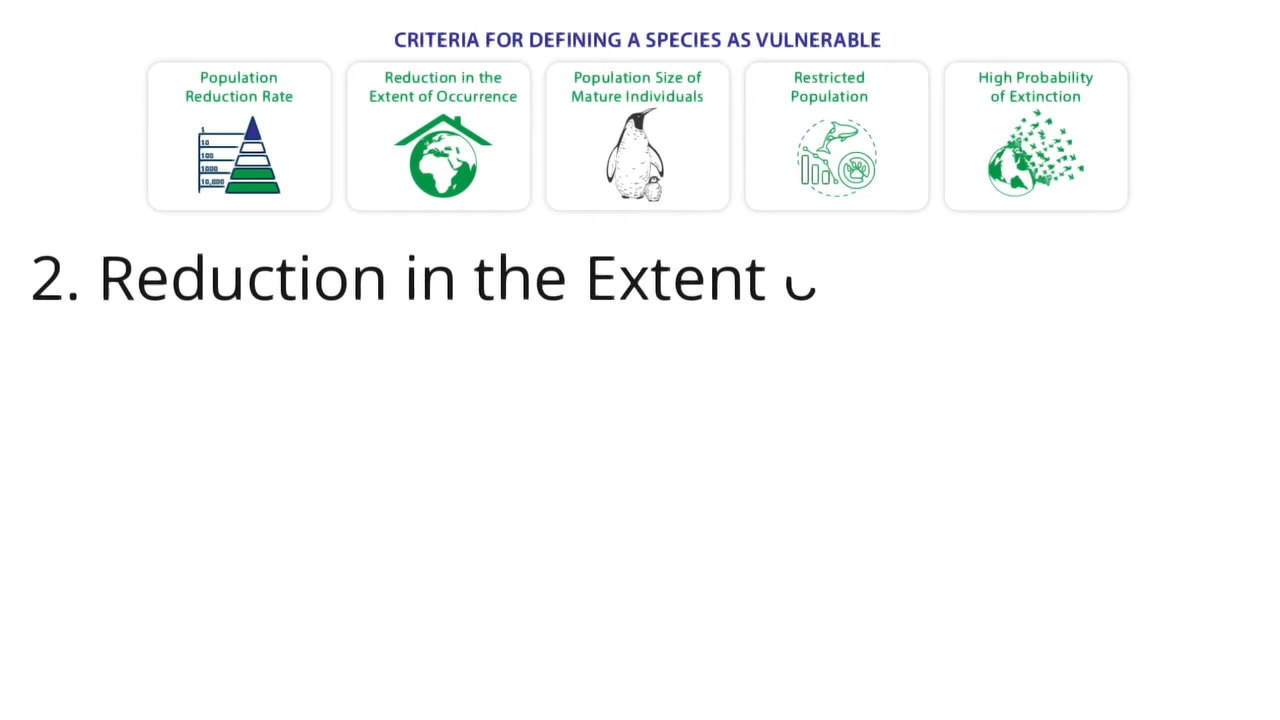 CRITERIA FOR DEFINING A SPECIES AS VULNERABLE
Population
Reduction Rate
1
10
100
1000
10,000
Reduction in the
Extent of Occurrence
Population Size of
Mature Individuals
Restricted
Population
High Probability
of Extinction
2. Reduction in the Extent